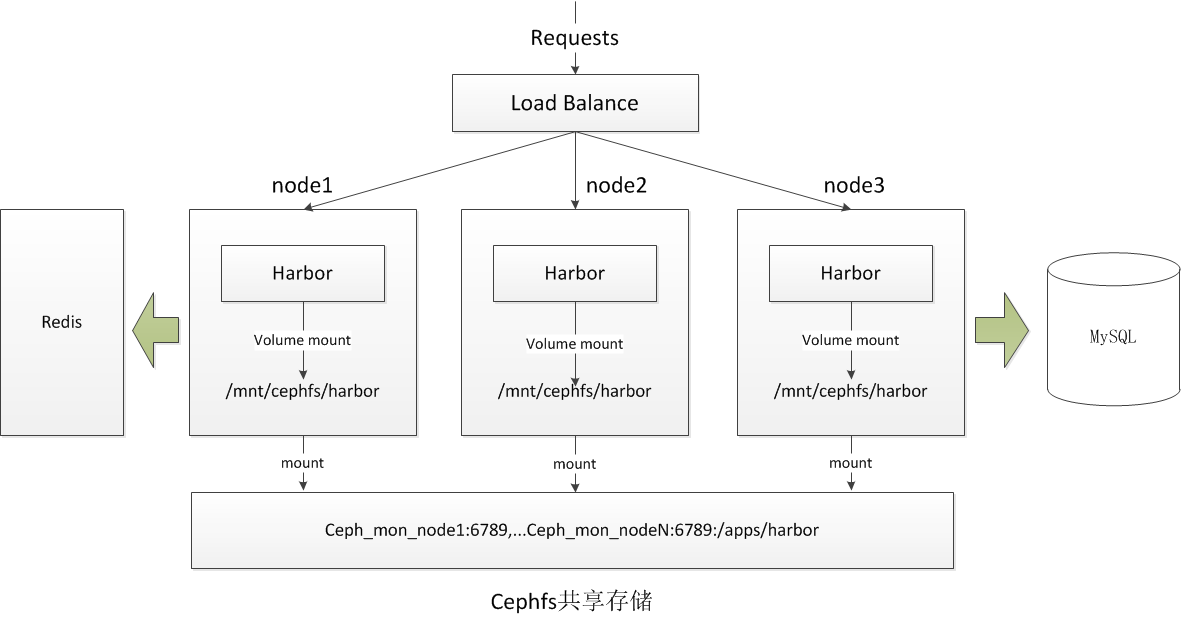 Requests
Load Balance
node1
node2
node3
Harbor
Harbor
Harbor
Redis
Volume mount
Volume mount
Volume mount
MySQL
/mnt/cephfs/harbor
/mnt/cephfs/harbor
/mnt/cephfs/harbor
mount
mount
mount
Ceph_mon_node1:6789,...Ceph_mon_nodeN:6789:/apps/harbor
Cephfs共享存储